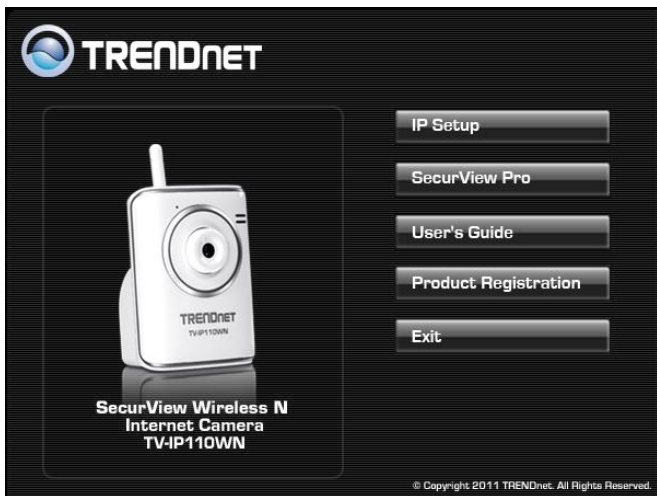 TRENDNET
IP Setup
SecurView Pro
User's Guide
Product Registration
Exit
TRENDNET
TV-IP110WN
SecurView Wireless N
Internet Camera
TV-IP110WN
© Copyright 2011 TRENDnet. All Rights Reserved.